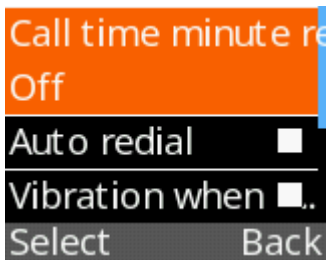 Call time minute re
Off
Auto redial
Vibration when ...
Select Back